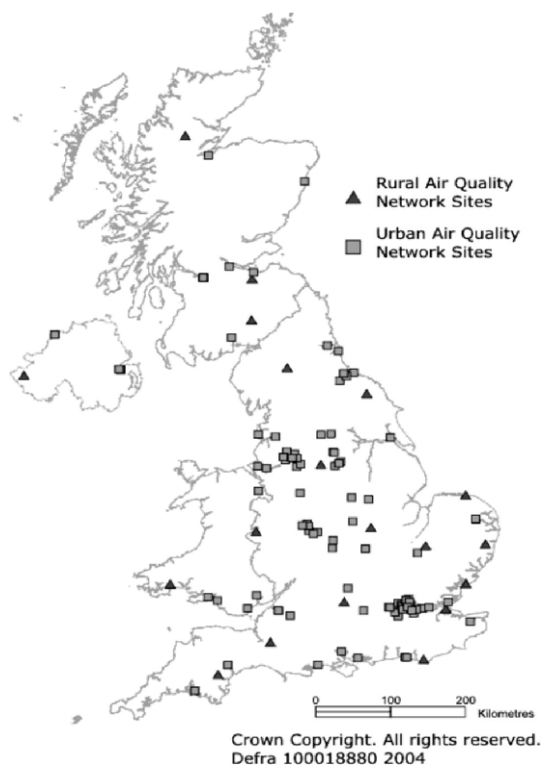 Rural Air Quality
Network Sites
Urban Air Quality
Network Sites
0 100 200
Kilometres
Crown Copyright. All rights reserved.
Defra 100018880 2004